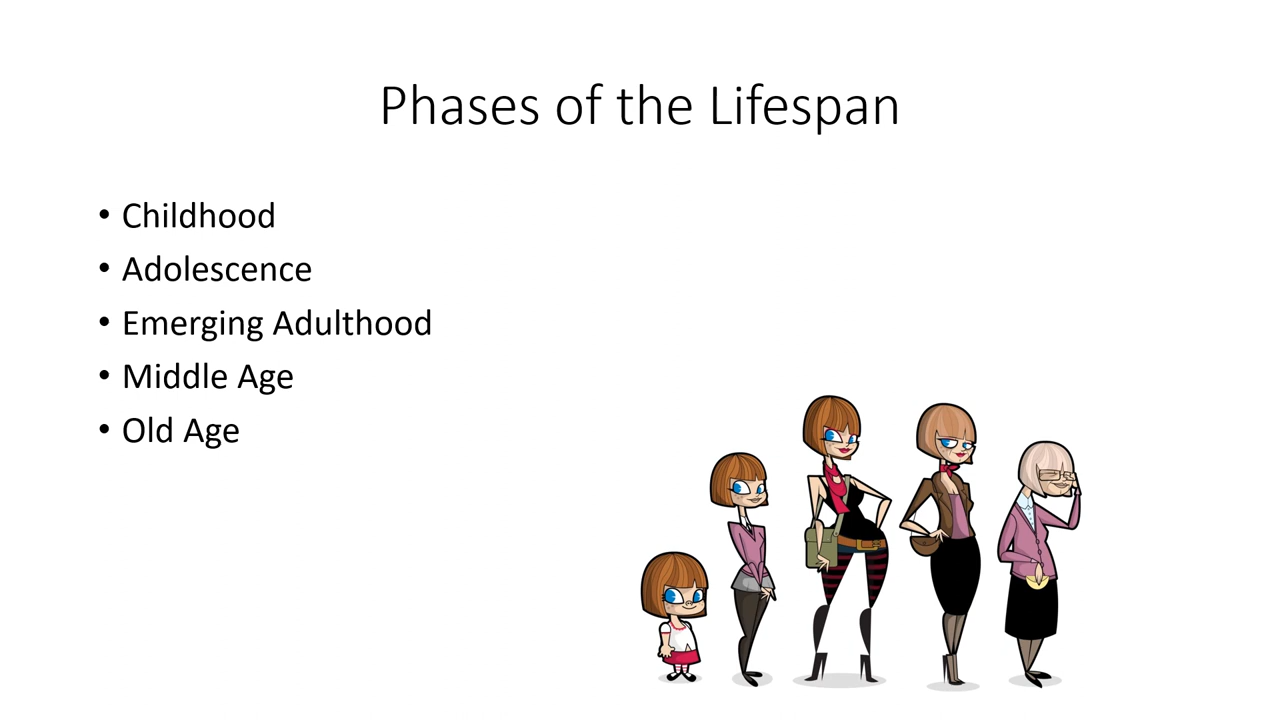 Phases of the Lifespan
• Childhood
• Adolescence
• Emerging Adulthood
• Middle Age
• Old Age